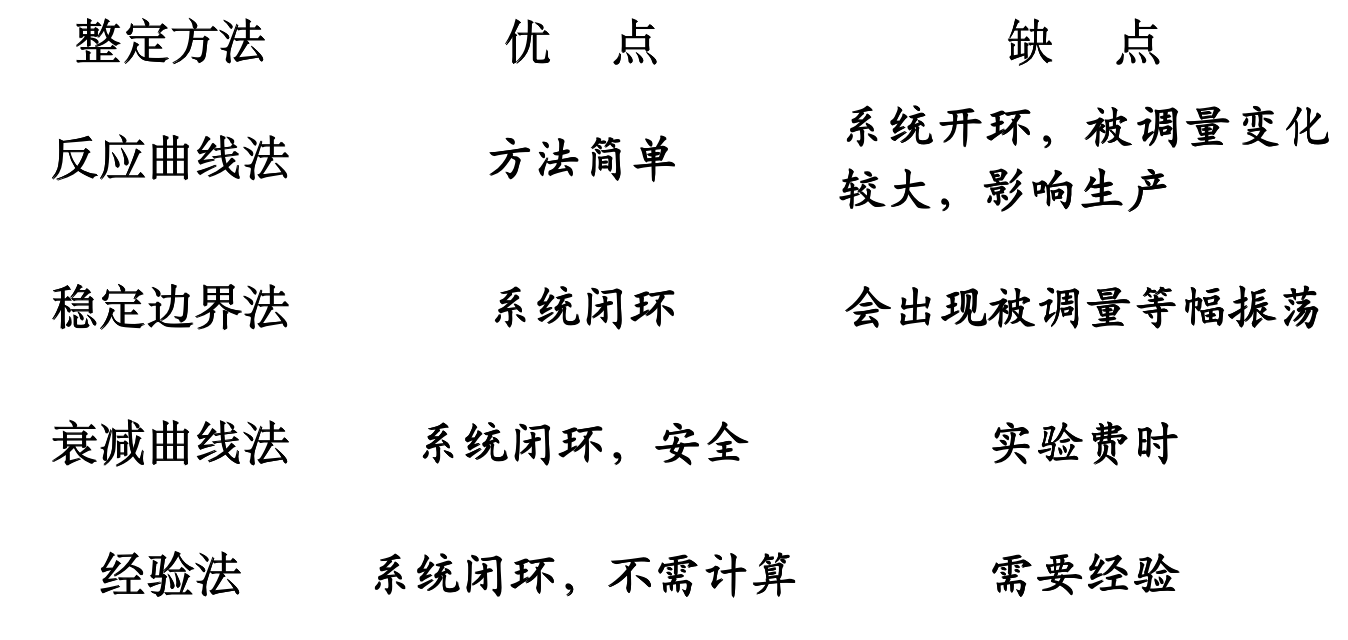 整定方法 优 点 缺 点
反应曲线法 方法简单 系统开环，被调量变化
较大，影响生产
稳定边界法 系统闭环 会出现被调量等幅振荡
衰减曲线法 系统闭环，安全 实验费时
经验法 系统闭环，不需计算 需要经验